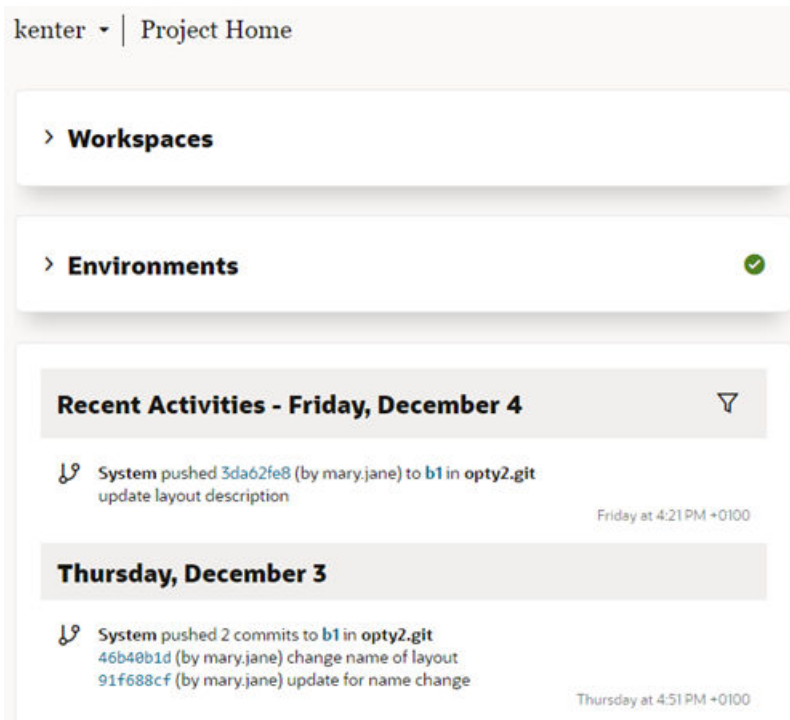 kenter | Project Home
Workspaces
Environments
Recent Activities - Friday, December 4
System pushed 3da62fe8 (by mary.jane) to b1 in opty2.git
update layout description
Friday at 4:21 PM +0100
Thursday, December 3
System pushed 2 commits to b1 in opty2.git
46b40b1d (by mary.jane) change name of layout
91f688cf (by mary.jane) update for name change
Thursday at 4:51 PM +0100